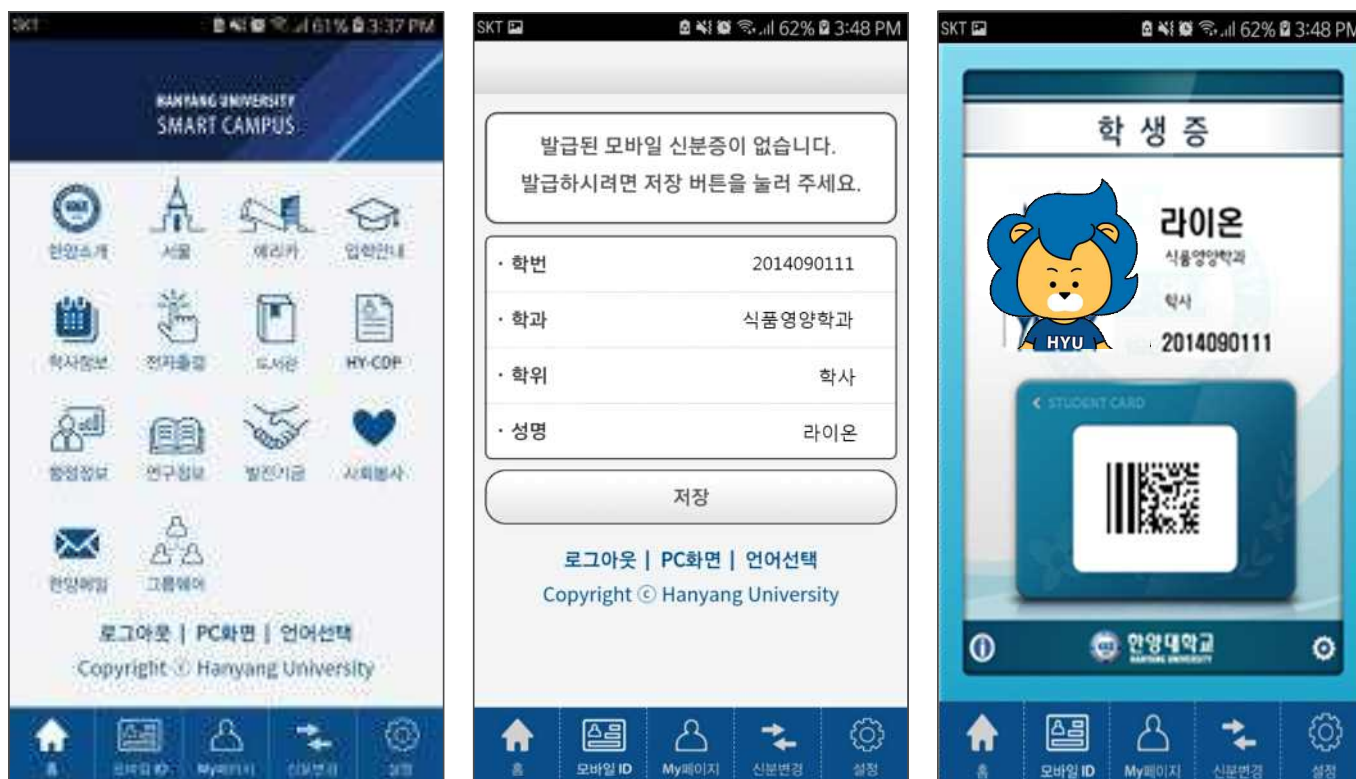 SKT 61% 3:37 PM
HANYANG UNIVERSITY
SMART CAMPUS
한양소개 서울 에리카 입학안내
학사정보 전자출결 도서관 HY-CDP
행정정보 연구정보 발전기금 사회봉사
한양메일 그룹웨어
로그아웃 | PC화면 | 언어선택
Copyright ⓒ Hanyang University
홈 모바일 ID My페이지 신분변경 설정
SKT 62% 3:48 PM
발급된 모바일 신분증이 없습니다.
발급하시려면 저장 버튼을 눌러 주세요.
· 학번 2014090111
· 학과 식품영양학과
· 학위 학사
· 성명 라이온
저장
로그아웃 | PC화면 | 언어선택
Copyright ⓒ Hanyang University
홈 모바일 ID My페이지 신분변경 설정
SKT 62% 3:48 PM
학생증
라이온
식품영양학과
학사
2014090111
HYU
< STUDENT CARD
한양대학교
HANYANG UNIVERSITY
홈 모바일 ID My페이지 신분변경 설정